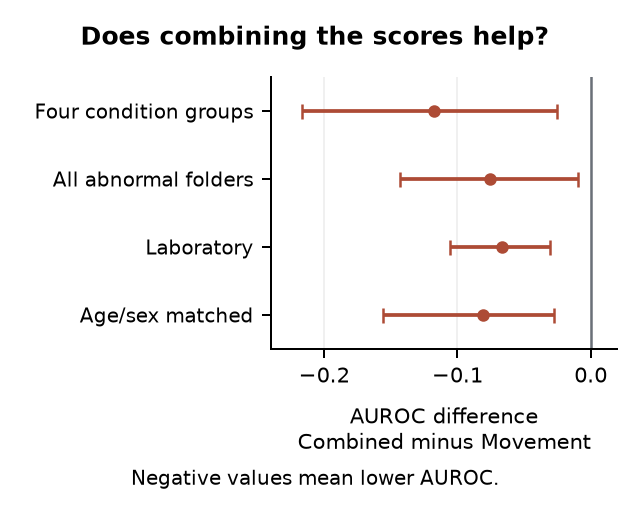 Does combining the scores help?
Four condition groups
All abnormal folders
Laboratory
Age/sex matched
−0.2 −0.1 0.0
AUROC difference
Combined minus Movement
Negative values mean lower AUROC.